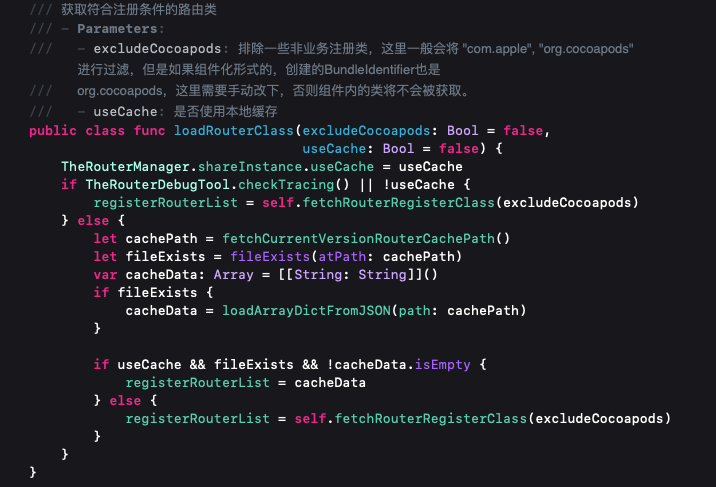 /// 获取符合注册条件的路由类
/// - Parameters:
///   - excludeCocoapods: 排除一些非业务注册类，这里一般会将 "com.apple", "org.cocoapods"
进行过滤，但是如果组件化形式的，创建的BundleIdentifier也是
///   org.cocoapods，这里需要手动改下，否则组件内的类将不会被获取。
///   - useCache: 是否使用本地缓存
public class func loadRouterClass(excludeCocoapods: Bool = false,
                                  useCache: Bool = false) {
    TheRouterManager.shareInstance.useCache = useCache
    if TheRouterDebugTool.checkTracing() || !useCache {
        registerRouterList = self.fetchRouterRegisterClass(excludeCocoapods)
    } else {
        let cachePath = fetchCurrentVersionRouterCachePath()
        let fileExists = fileExists(atPath: cachePath)
        var cacheData: Array = [[String: String]]()
        if fileExists {
            cacheData = loadArrayDictFromJSON(path: cachePath)
        }

        if useCache && fileExists && !cacheData.isEmpty {
            registerRouterList = cacheData
        } else {
            registerRouterList = self.fetchRouterRegisterClass(excludeCocoapods)
        }
    }
}